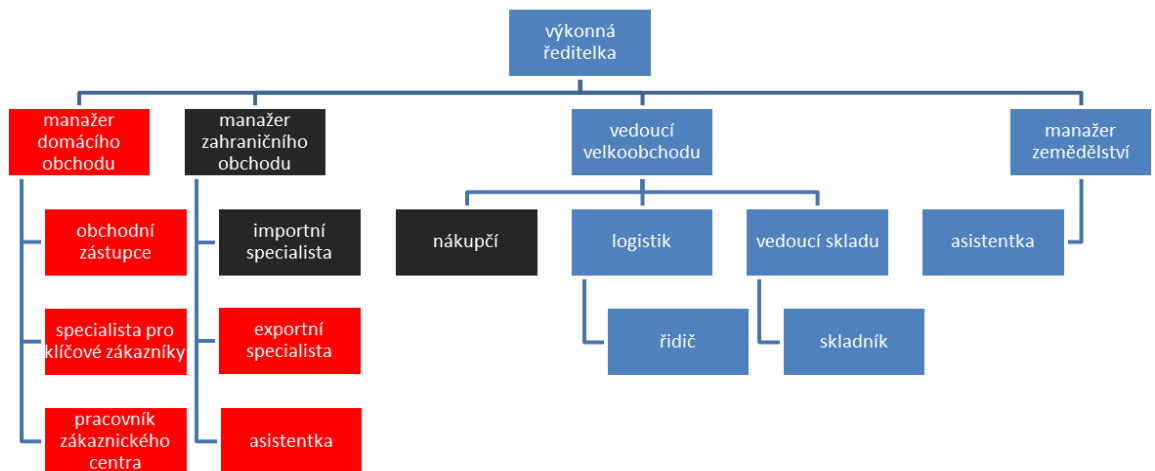 výkonná
ředitelka
manažer
domácího
obchodu
manažer
zahraničního
obchodu
vedoucí
velkoobchodu
manažer
zemědělství
obchodní
zástupce
importní
specialista
nákupčí
logistik
vedoucí skladu
asistentka
specialista pro
klíčové zákazníky
exportní
specialista
řidič
skladník
pracovník
zákaznického
centra
asistentka